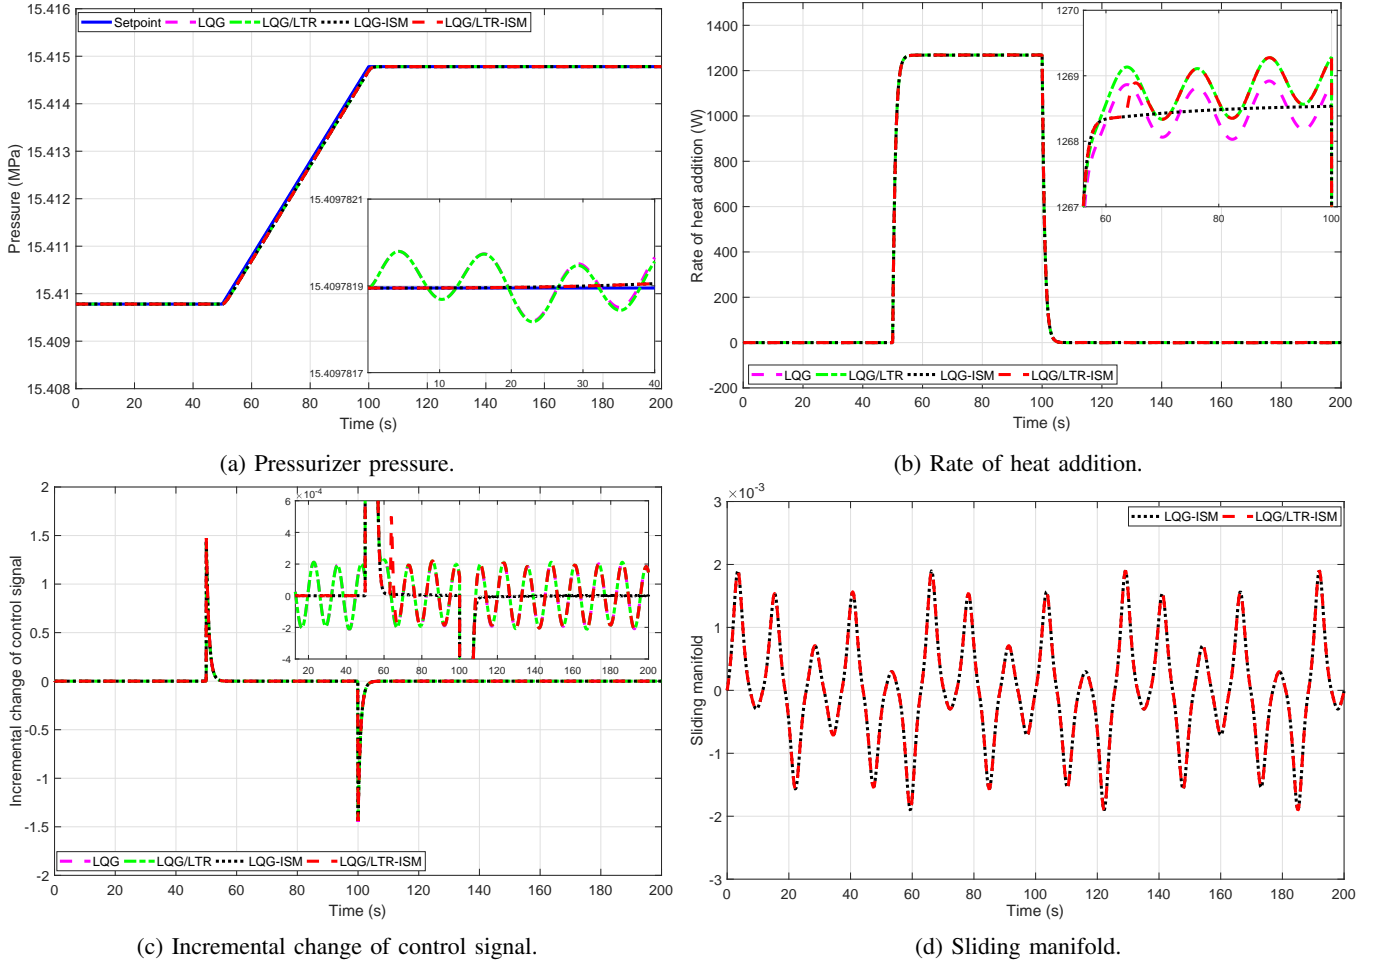 15.416
15.415
15.414
15.413
15.412
15.411
15.41
15.409
15.408
Pressure (MPa)
Setpoint LQG LQG/LTR LQG-ISM LQG/LTR-ISM
15.4097821
15.4097819
15.4097817
10 20 30 40
0 20 40 60 80 100 120 140 160 180 200
Time (s)
(a) Pressurizer pressure.
1400
1200
1000
800
600
400
200
0
-200
Rate of heat addition (W)
1270
1269
1268
1267
60 80 100
LQG LQG/LTR LQG-ISM LQG/LTR-ISM
0 20 40 60 80 100 120 140 160 180 200
Time (s)
(b) Rate of heat addition.
2
1.5
1
0.5
0
-0.5
-1
-1.5
-2
Incremental change of control signal
×10-4
6
4
2
0
-2
-4
20 40 60 80 100 120 140 160 180 200
LQG LQG/LTR LQG-ISM LQG/LTR-ISM
0 20 40 60 80 100 120 140 160 180 200
Time (s)
(c) Incremental change of control signal.
×10-3
3
2
1
0
-1
-2
-3
Sliding manifold
LQG-ISM LQG/LTR-ISM
0 20 40 60 80 100 120 140 160 180 200
Time (s)
(d) Sliding manifold.